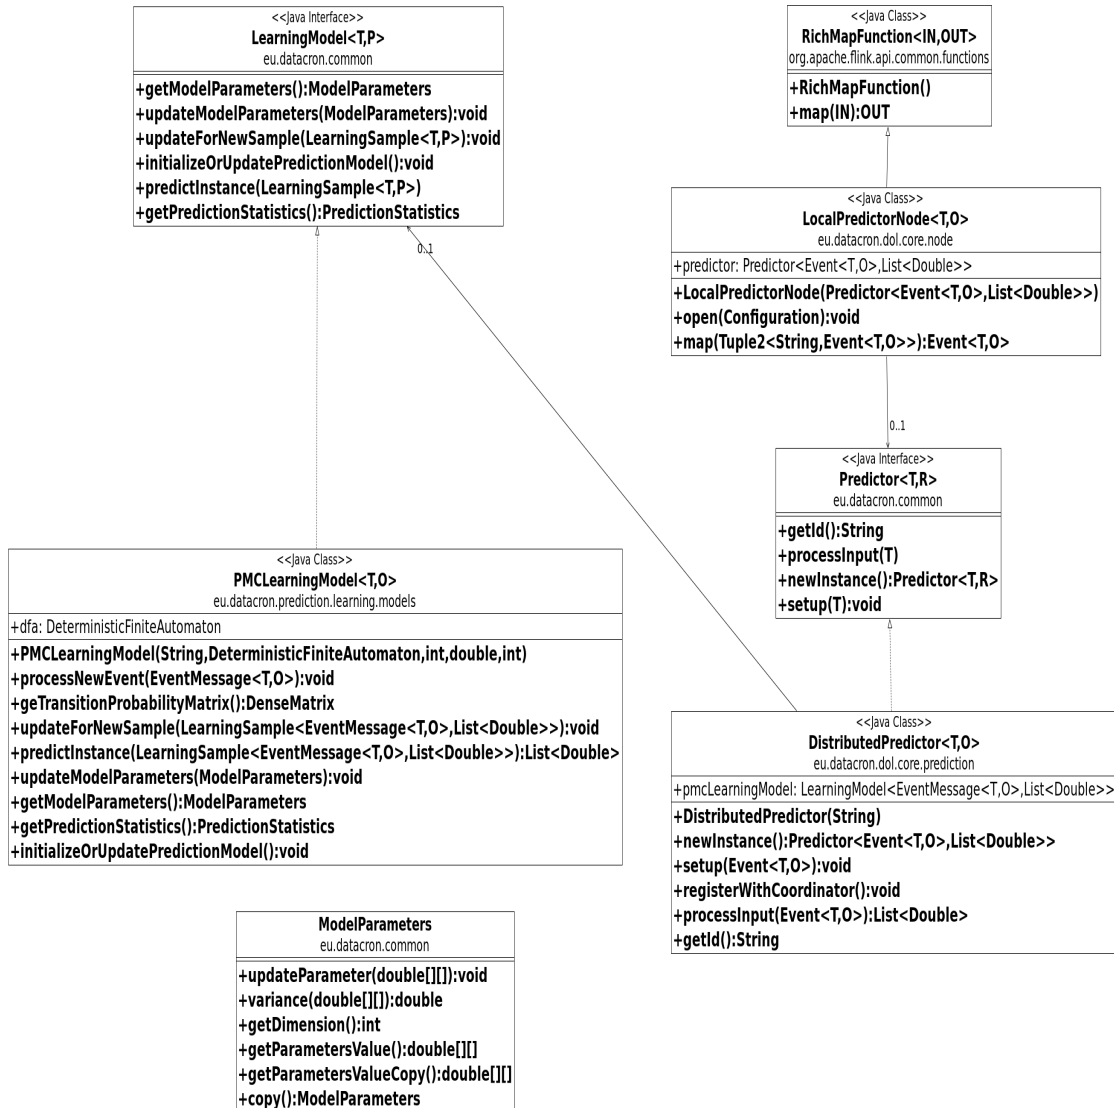 <<Java Interface>>
LearningModel<T,P>
eu.datacron.common
+getModelParameters():ModelParameters
+updateModelParameters(ModelParameters):void
+updateForNewSample(LearningSample<T,P>):void
+initializeOrUpdatePredictionModel():void
+predictInstance(LearningSample<T,P>)
+getPredictionStatistics():PredictionStatistics
0..1
<<Java Class>>
RichMapFunction<IN,OUT>
org.apache.flink.api.common.functions
+RichMapFunction()
+map(IN):OUT
<<Java Class>>
LocalPredictorNode<T,O>
eu.datacron.dol.core.node
+predictor: Predictor<Event<T,O>,List<Double>>
+LocalPredictorNode(Predictor<Event<T,O>,List<Double>>)
+open(Configuration):void
+map(Tuple2<String,Event<T,O>>):Event<T,O>
0..1
<<Java Interface>>
Predictor<T,R>
eu.datacron.common
+getId():String
+processInput(T)
+newInstance():Predictor<T,R>
+setup(T):void
<<Java Class>>
PMCLearningModel<T,O>
eu.datacron.prediction.learning.models
+dfa: DeterministicFiniteAutomaton
+PMCLearningModel(String,DeterministicFiniteAutomaton,int,double,int)
+processNewEvent(EventMessage<T,O>):void
+geTransitionProbabilityMatrix():DenseMatrix
+updateForNewSample(LearningSample<EventMessage<T,O>,List<Double>>):void
+predictInstance(LearningSample<EventMessage<T,O>,List<Double>>):List<Double>
+updateModelParameters(ModelParameters):void
+getModelParameters():ModelParameters
+getPredictionStatistics():PredictionStatistics
+initializeOrUpdatePredictionModel():void
<<Java Class>>
DistributedPredictor<T,O>
eu.datacron.dol.core.prediction
+pmcLearningModel: LearningModel<EventMessage<T,O>,List<Double>>
+DistributedPredictor(String)
+newInstance():Predictor<Event<T,O>,List<Double>>
+setup(Event<T,O>):void
+registerWithCoordinator():void
+processInput(Event<T,O>):List<Double>
+getId():String
ModelParameters
eu.datacron.common
+updateParameter(double[][]):void
+variance(double[][]):double
+getDimension():int
+getParametersValue():double[][]
+getParametersValueCopy():double[][]
+copy():ModelParameters